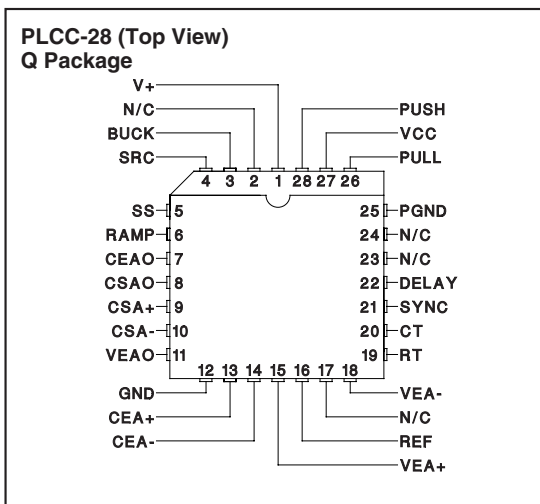 PLCC-28 (Top View)
Q Package
V+
N/C
BUCK
SRC
PUSH
VCC
PULL
4 3 2 1 28 27 26
SS 5
RAMP 6
CEAO 7
CSAO 8
CSA+ 9
CSA- 10
VEAO 11
25 PGND
24 N/C
23 N/C
22 DELAY
21 SYNC
20 CT
19 RT
12 13 14 15 16 17 18
GND
CEA+
CEA-
VEA-
N/C
REF
VEA+